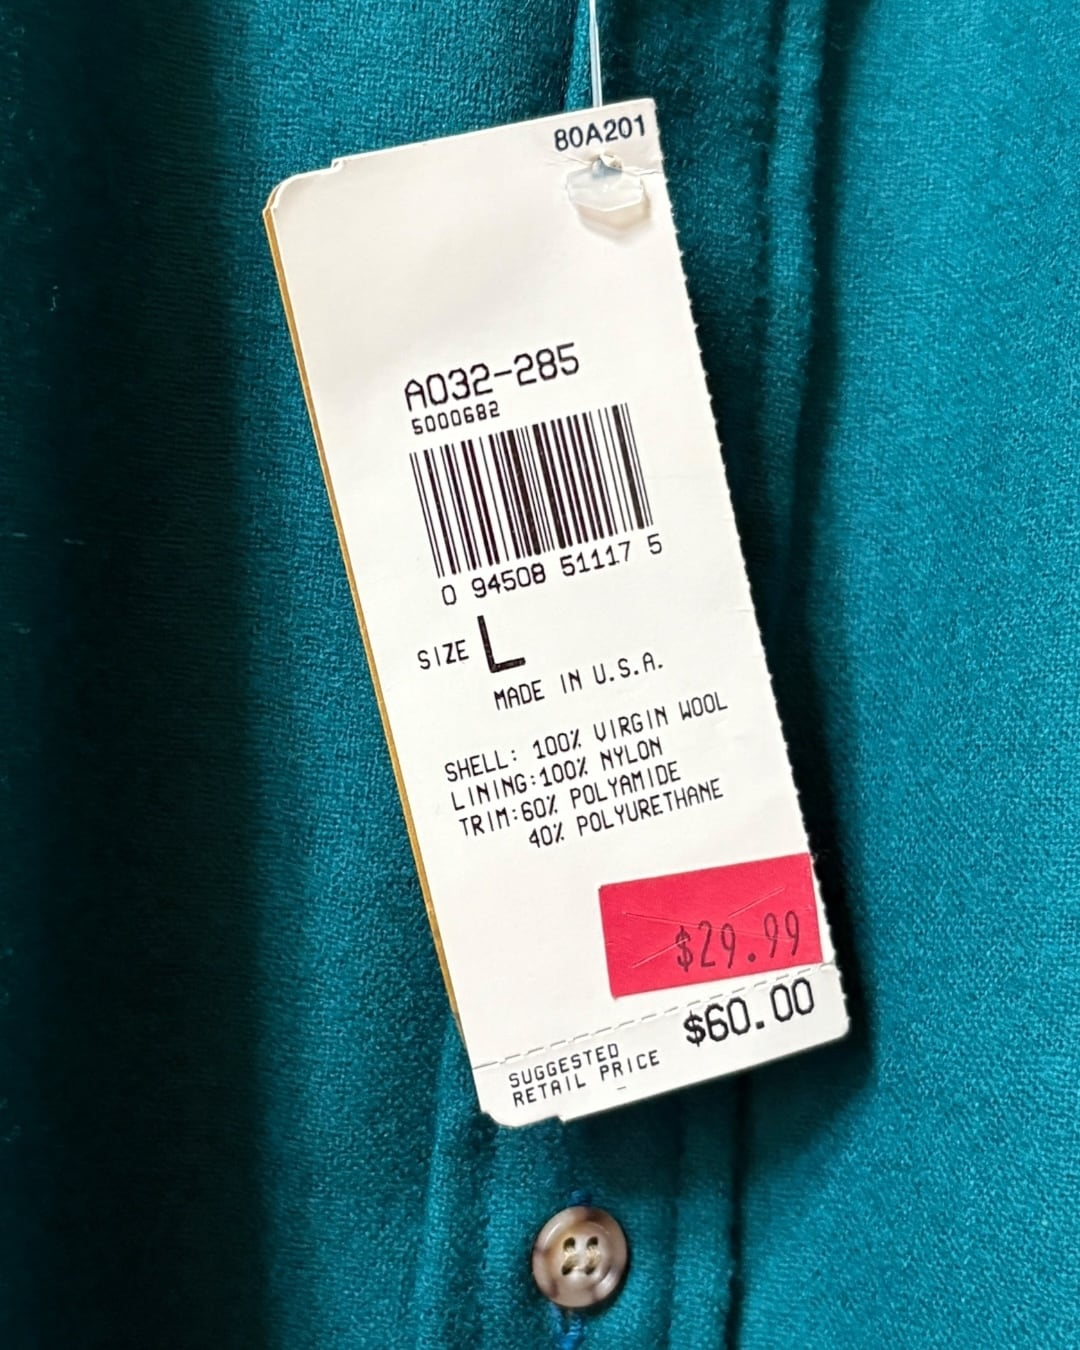 80A201
A032-285
5000682
0 94508 51117 5
SIZE L
MADE IN U.S.A.
SHELL: 100% VIRGIN WOOL
LINING:100% NYLON
TRIM:60% POLYAMIDE
40% POLYURETHANE
$29.99
$60.00
SUGGESTED
RETAIL PRICE